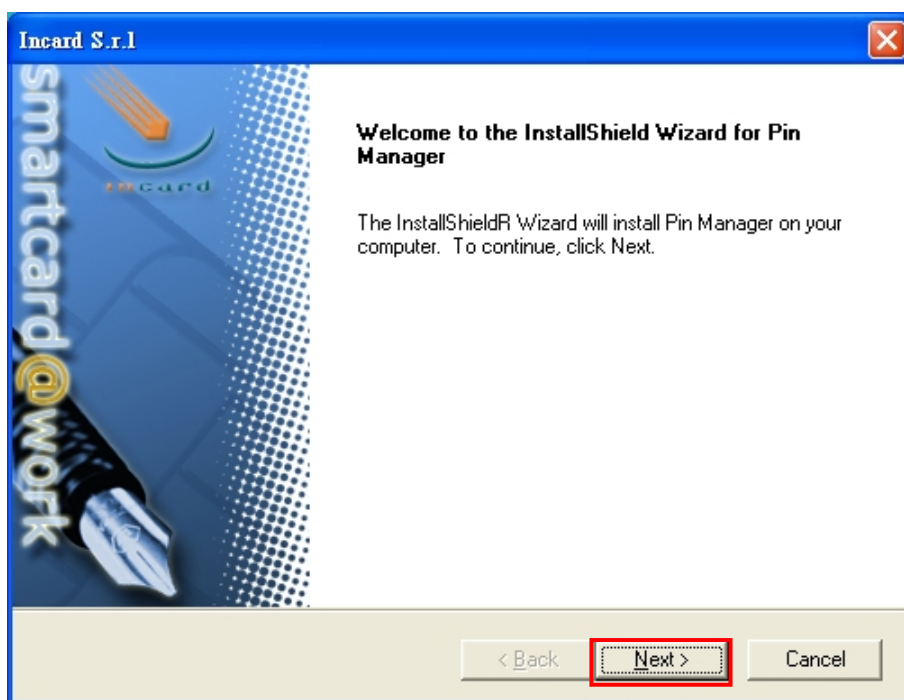 Incard S.r.l
smartcard@work
incard
Welcome to the InstallShield Wizard for Pin
Manager
The InstallShieldR Wizard will install Pin Manager on your
computer. To continue, click Next.
< Back
Next >
Cancel